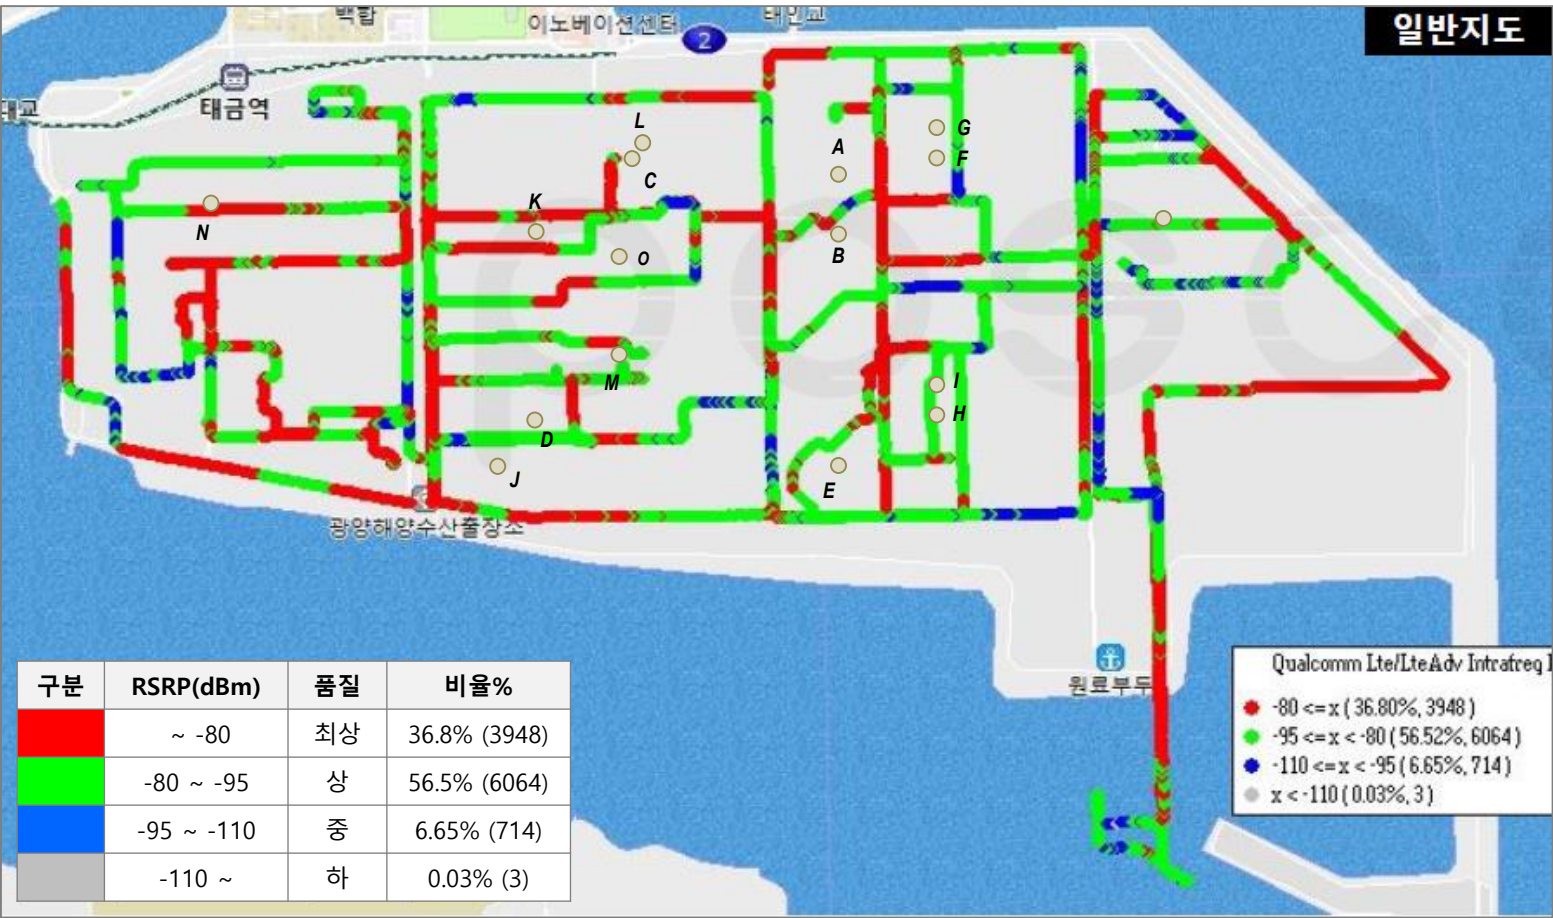 백합
이노베이션센터
태인교
일반지도
2
태금역
대교
L
G
A
F
C
K
N
O
B
posc
I
M
H
D
J
E
광양해양수산출장소
원료부두
구분 RSRP(dBm) 품질 비율%
~ -80 최상 36.8% (3948)
-80 ~ -95 상 56.5% (6064)
-95 ~ -110 중 6.65% (714)
-110 ~ 하 0.03% (3)
Qualcomm Lte/LteAdv Intrafreq
-80 <= x ( 36.80%, 3948 )
-95 <= x < -80 ( 56.52%, 6064 )
-110 <= x < -95 ( 6.65%, 714 )
x < -110 ( 0.03%, 3 )